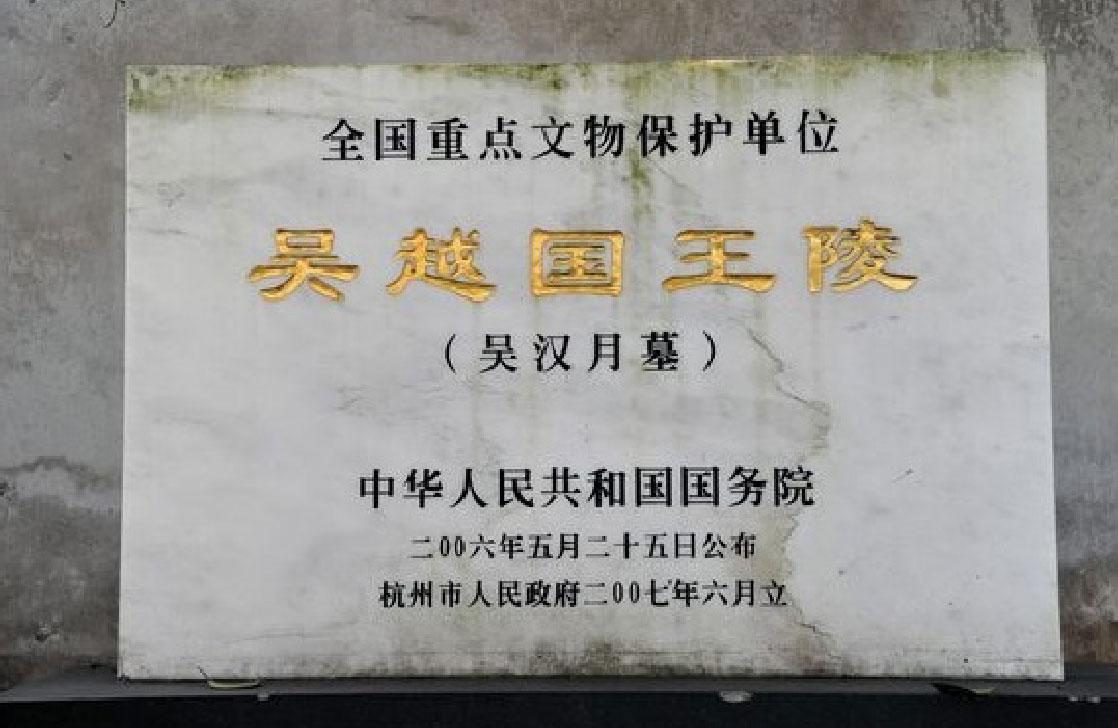 全国重点文物保护单位
吴越国王陵
（吴汉月墓）
中华人民共和国国务院
二00六年五月二十五日公布
杭州市人民政府二00七年六月立